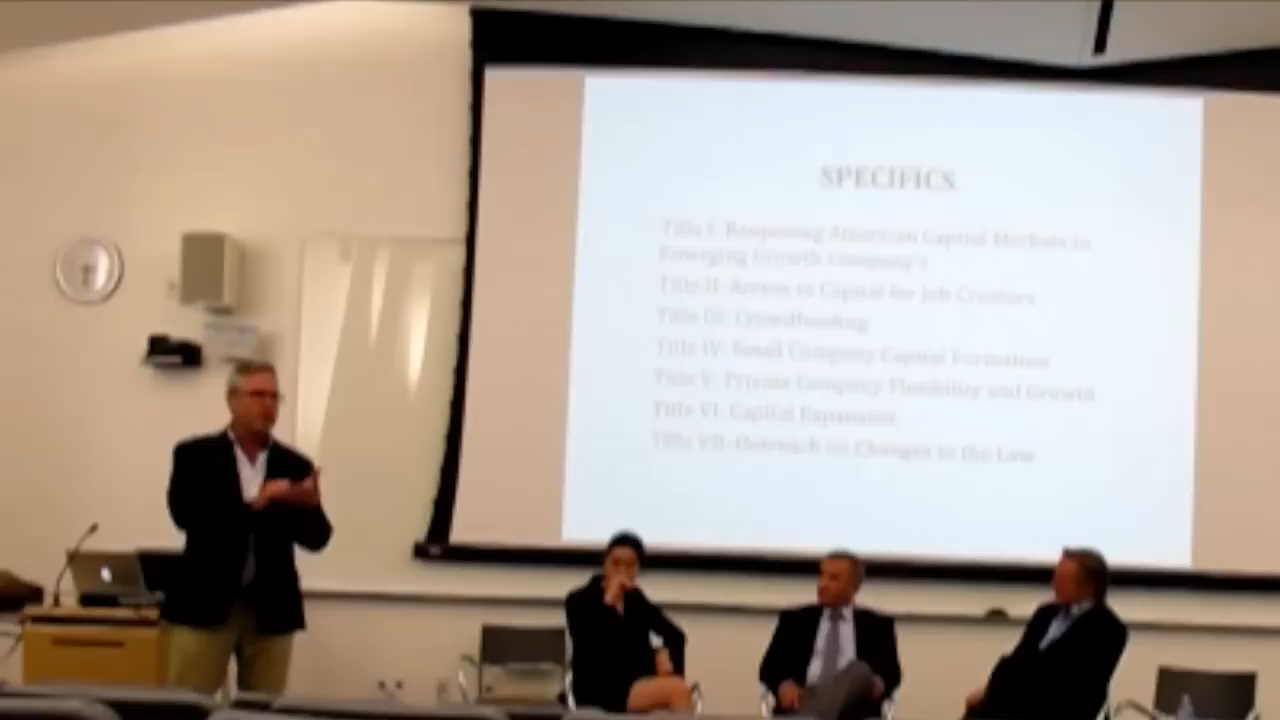 SPECIFICS
Title I: Reopening American Capital Markets to
Emerging Growth Company's
Title II: Access to Capital for Job Creators
Title III: Crowdfunding
Title IV: Small Company Capital Formation
Title V: Private Company Flexibility and Growth
Title VI: Capital Expansion
Title VII: Outreach on Changes to the Law